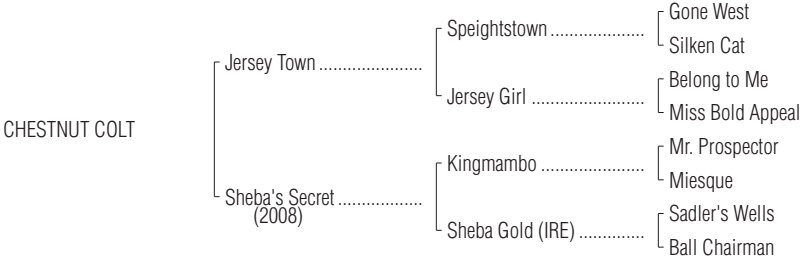 Gone West
Speightstown ....................
Silken Cat
Jersey Town ......................
Belong to Me
Jersey Girl ........................
Miss Bold Appeal
CHESTNUT COLT
Mr. Prospector
Kingmambo ......................
Miesque
Sheba's Secret ..................
(2008)
Sadler's Wells
Sheba Gold (IRE) ..............
Ball Chairman